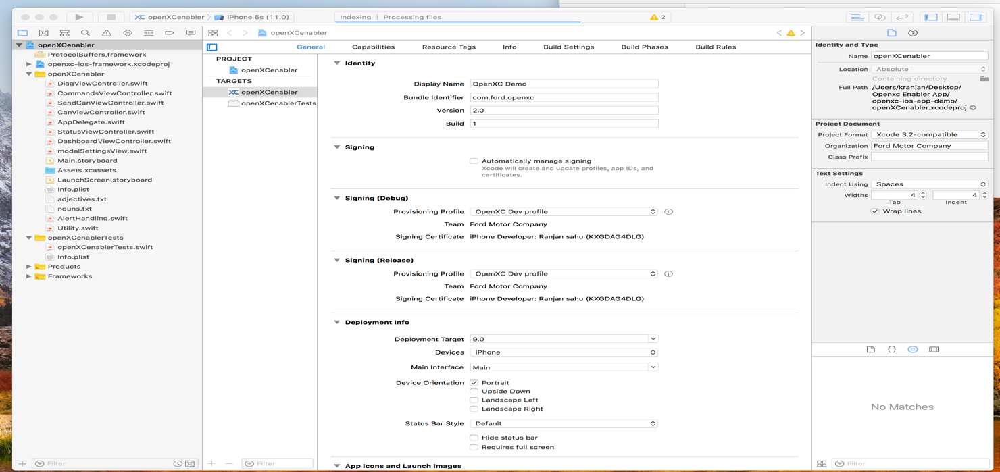 openXCenabler
iPhone 6s (11.0)
Indexing | Processing files
2
openXCenabler
ProtocolBuffers.framework
openxc-ios-framework.xcodeproj
openXCenabler
DiagViewController.swift
CommandsViewController.swift
SendCanViewController.swift
CanViewController.swift
AppDelegate.swift
StatusViewController.swift
DashboardViewController.swift
modalSettingsView.swift
Main.storyboard
Assets.xcassets
LaunchScreen.storyboard
Info.plist
adjectives.txt
nouns.txt
AlertHandling.swift
Utility.swift
openXCenablerTests
openXCenablerTests.swift
Info.plist
Products
Frameworks
Filter
openXCenabler
General Capabilities Resource Tags Info Build Settings Build Phases Build Rules
PROJECT
openXCenabler
TARGETS
openXCenabler
openXCenablerTests
Filter
Identity
Display Name OpenXC Demo
Bundle Identifier com.ford.openxc
Version 2.0
Build 1
Signing
Automatically manage signing
Xcode will create and update profiles, app IDs, and
certificates.
Signing (Debug)
Provisioning Profile OpenXC Dev profile
Team Ford Motor Company
Signing Certificate iPhone Developer: Ranjan sahu (KXGDAG4DLG)
Signing (Release)
Provisioning Profile OpenXC Dev profile
Team Ford Motor Company
Signing Certificate iPhone Developer: Ranjan sahu (KXGDAG4DLG)
Deployment Info
Deployment Target 9.0
Devices iPhone
Main Interface Main
Device Orientation Portrait
Upside Down
Landscape Left
Landscape Right
Status Bar Style Default
Hide status bar
Requires full screen
App Icons and Launch Images
Identity and Type
Name openXCenabler
Location Absolute
Containing directory
Full Path /Users/kranjan/Desktop/
Openxc Enabler App/
openxc-ios-app-demo/
openXCenabler.xcodeproj
Project Document
Project Format Xcode 3.2-compatible
Organization Ford Motor Company
Class Prefix
Text Settings
Indent Using Spaces
Widths 4 4
Tab Indent
Wrap lines
No Matches
Filter